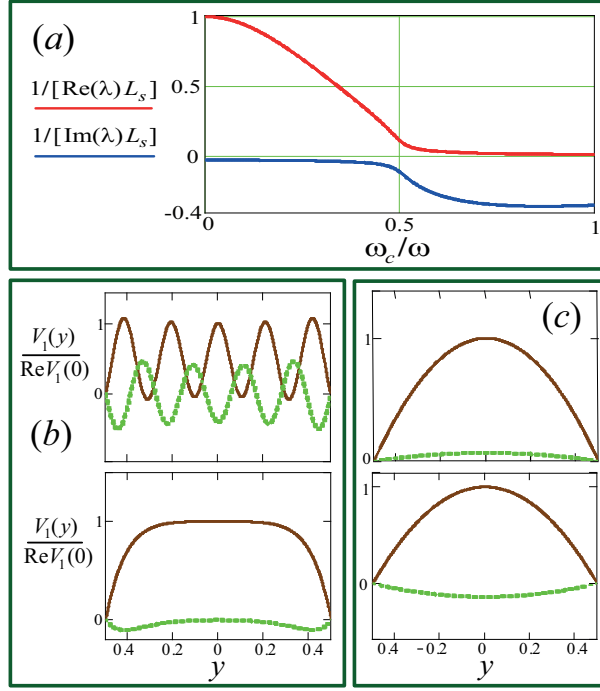 (a)
1
0.5
0
-0.4
1/[Re(λ)L_s]
1/[Im(λ)L_s]
0 0.5 1
ω_c/ω
(b)
V_1(y)
ReV_1(0)
1
0
V_1(y)
ReV_1(0)
1
0
0.4 0.2 0 0.2 0.4
y
(c)
1
0
1
0
0.4 −0.2 0 0.2 0.4
y